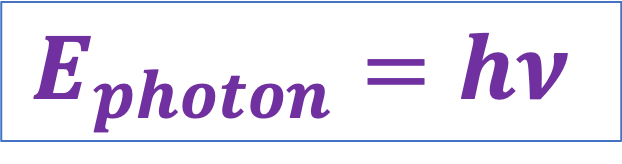 E_photon = hν